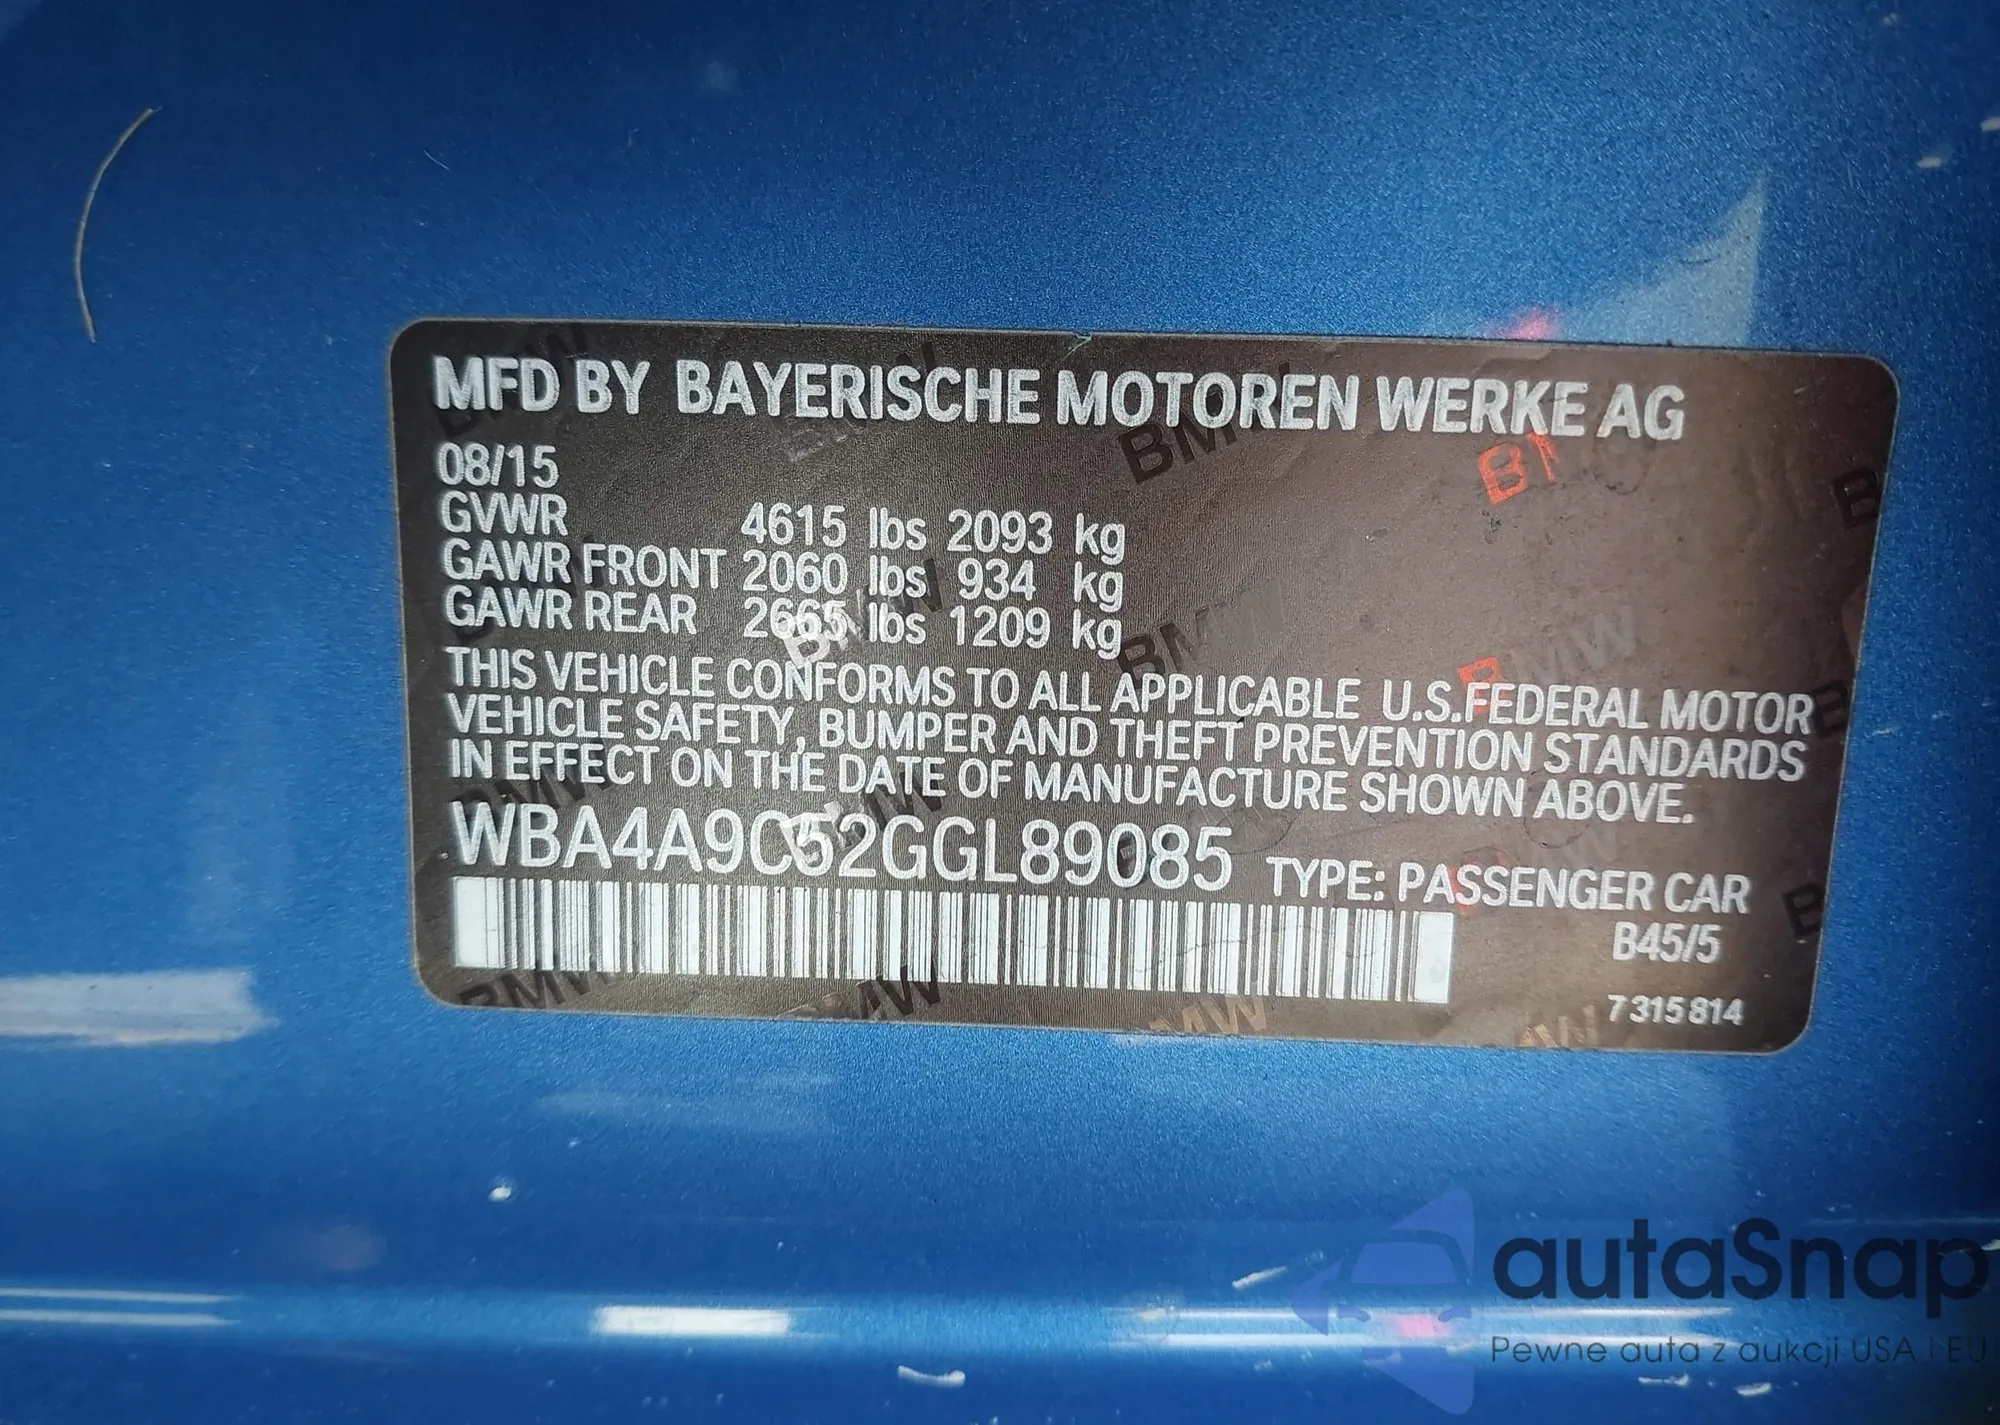 MFD BY BAYERISCHE MOTOREN WERKE AG
08/15
GVWR 4615 lbs 2093 kg
GAWR FRONT 2060 lbs 934 kg
GAWR REAR 2665 lbs 1209 kg
THIS VEHICLE CONFORMS TO ALL APPLICABLE U.S.FEDERAL MOTOR
VEHICLE SAFETY, BUMPER AND THEFT PREVENTION STANDARDS
IN EFFECT ON THE DATE OF MANUFACTURE SHOWN ABOVE.
WBA4A9C52GGL89085 TYPE: PASSENGER CAR
B45/5
7 315 814
autaSnap
Pewne auta z aukcji USA i EU